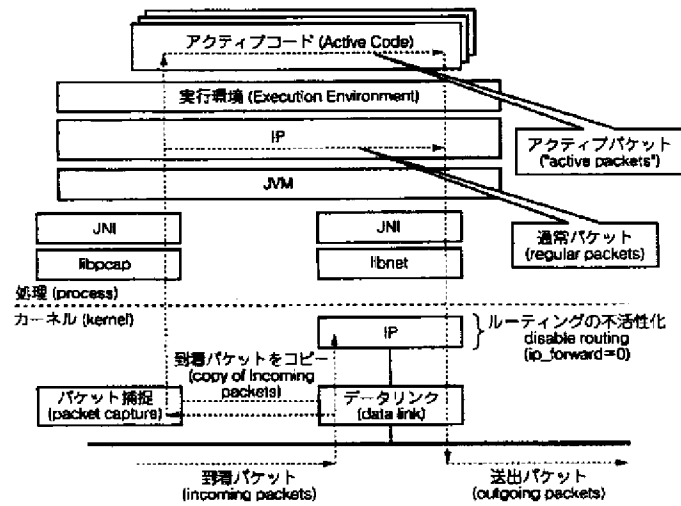 アクティブコード (Active Code)
実行環境 (Execution Environment)
IP
アクティブパケット
("active packets")
JVM
JNI
JNI
通常パケット
(regular packets)
libpcap
libnet
処理 (process)
カーネル (kernel)
IP
ルーティングの不活性化
disable routing
(ip_forward=0)
到着パケットをコピー
(copy of incoming
packets)
パケット捕捉
(packet capture)
データリンク
(data link)
到着パケット
(incoming packets)
送出パケット
(outgoing packets)